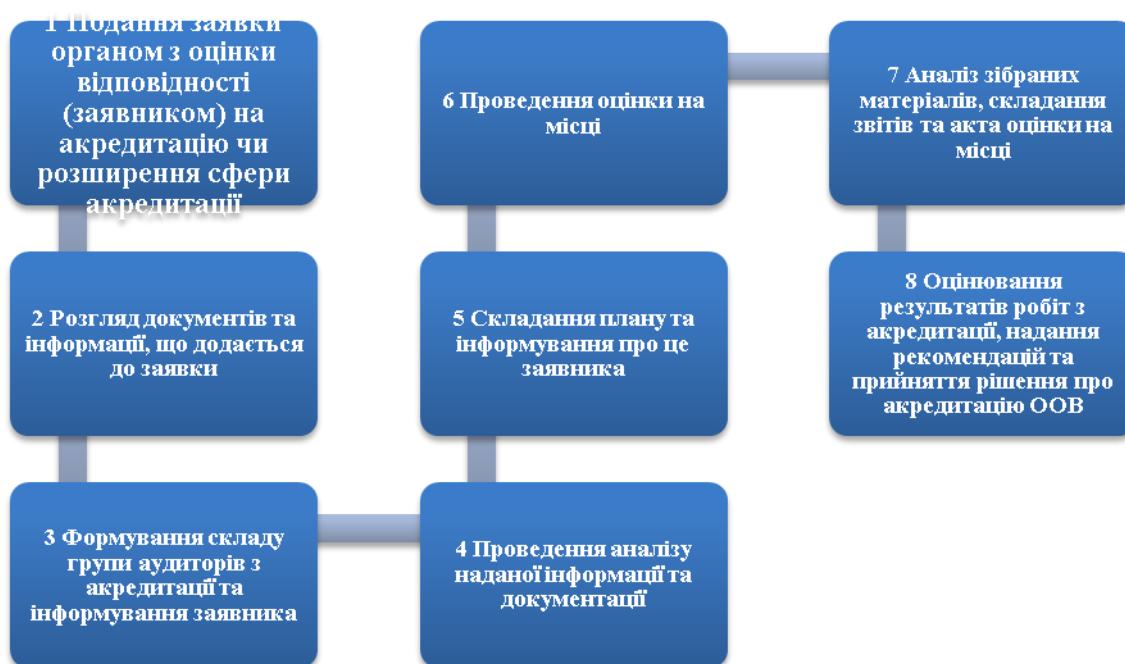 1 Подання заявки
органом з оцінки
відповідності
(заявником) на
акредитацію чи
розширення сфери
акредитації
2 Розгляд документів та
інформації, що додається
до заявки
3 Формування складу
групи аудиторів з
акредитації та
інформування заявника
4 Проведення аналізу
наданої інформації та
документації
5 Складання плану та
інформування про це
заявника
6 Проведення оцінки на
місці
7 Аналіз зібраних
матеріалів, складання
звітів та акта оцінки на
місці
8 Оцінювання
результатів робіт з
акредитації, надання
рекомендацій та
прийняття рішення про
акредитацію ООВ